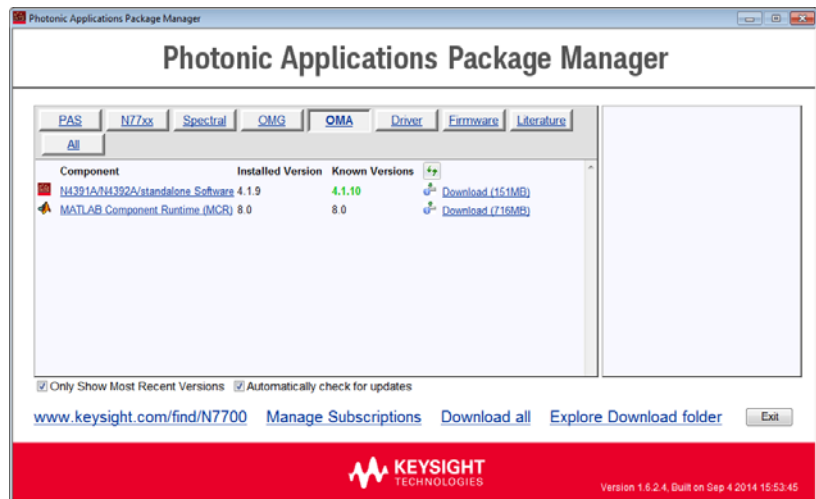 Photonic Applications Package Manager
Photonic Applications Package Manager
PAS N77xx Spectral OMG OMA Driver Firmware Literature
All
Component Installed Version Known Versions
N4391A/N4392A/standalone Software 4.1.9 4.1.10 Download (151MB)
MATLAB Component Runtime (MCR) 8.0 8.0 Download (716MB)
Only Show Most Recent Versions Automatically check for updates
www.keysight.com/find/N7700 Manage Subscriptions Download all Explore Download folder Exit
KEYSIGHT
TECHNOLOGIES
Version 1.6.2.4, Built on Sep 4 2014 15:53:45